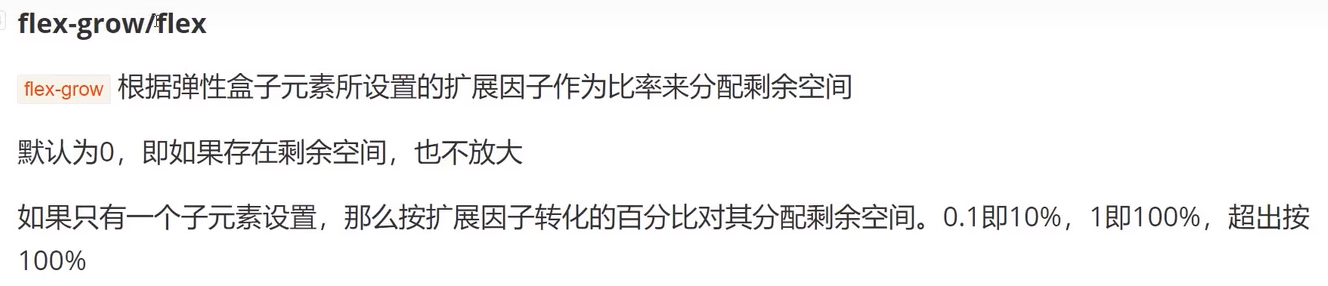 flex-grow/flex
flex-grow 根据弹性盒子元素所设置的扩展因子作为比率来分配剩余空间
默认为0，即如果存在剩余空间，也不放大
如果只有一个子元素设置，那么按扩展因子转化的百分比对其分配剩余空间。0.1即10%，1即100%，超出按
100%